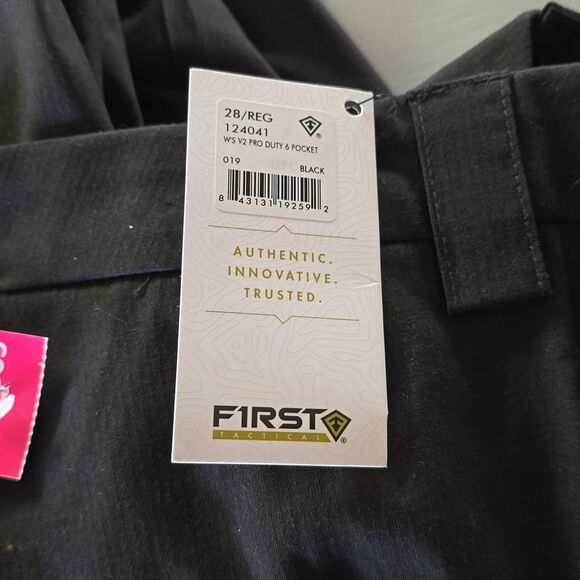 28/REG
124041
W'S V2 PRO DUTY 6 POCKET
019 BLACK
8 43131 19259 2
AUTHENTIC.
INNOVATIVE.
TRUSTED.
F1RST
TACTICAL